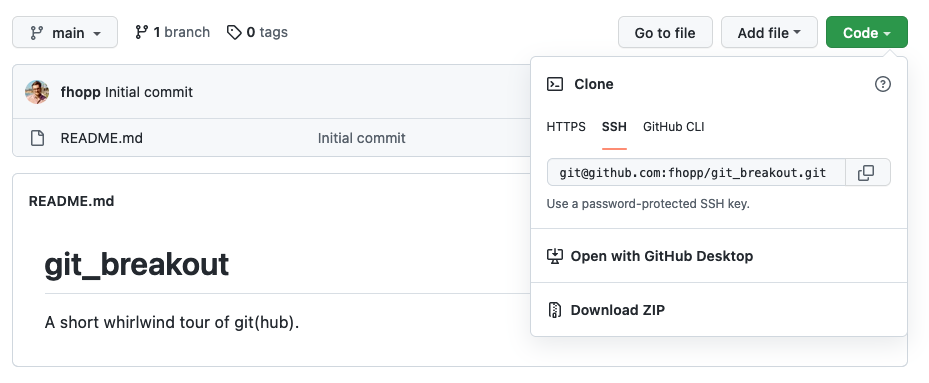 main 1 branch 0 tags Go to file Add file Code
fhopp Initial commit
Clone
README.md Initial commit
HTTPS SSH GitHub CLI
git@github.com:fhopp/git_breakout.git
Use a password-protected SSH key.
Open with GitHub Desktop
Download ZIP
README.md
git_breakout
A short whirlwind tour of git(hub).